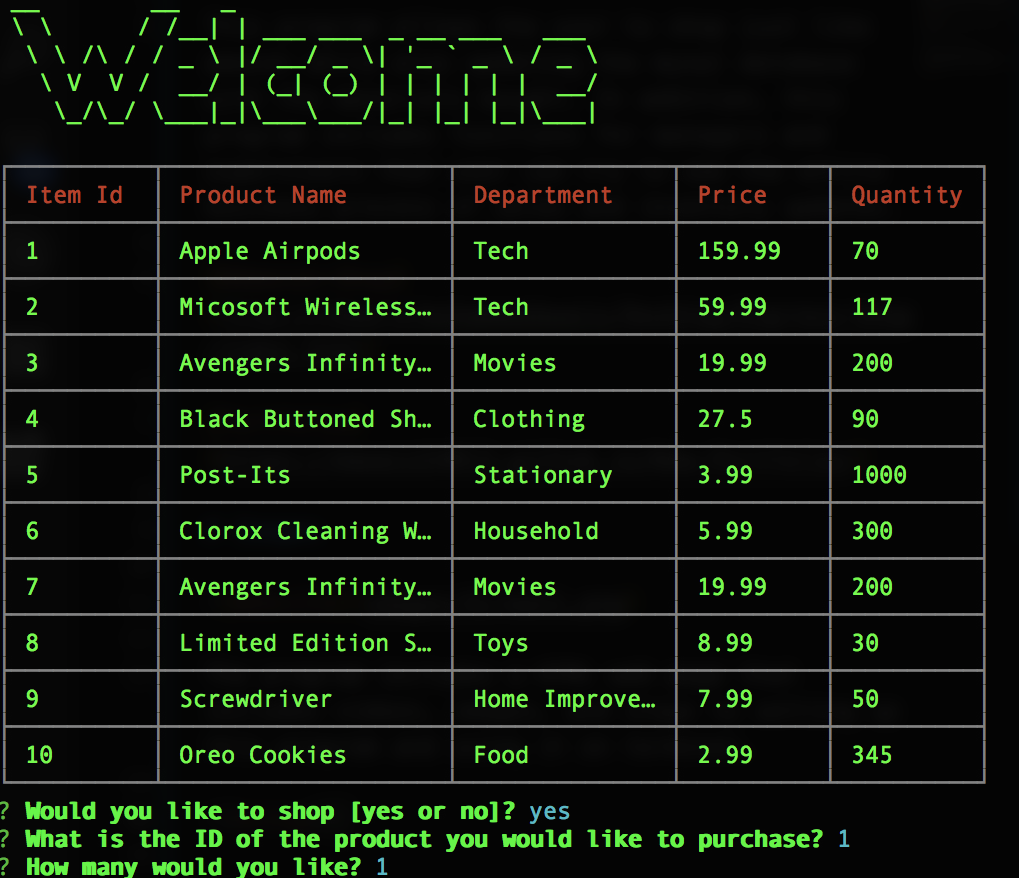 Welcome
Item Id Product Name Department Price Quantity
1 Apple Airpods Tech 159.99 70
2 Micosoft Wireless… Tech 59.99 117
3 Avengers Infinity… Movies 19.99 200
4 Black Buttoned Sh… Clothing 27.5 90
5 Post-Its Stationary 3.99 1000
6 Clorox Cleaning W… Household 5.99 300
7 Avengers Infinity… Movies 19.99 200
8 Limited Edition S… Toys 8.99 30
9 Screwdriver Home Improve… 7.99 50
10 Oreo Cookies Food 2.99 345
? Would you like to shop [yes or no]? yes
? What is the ID of the product you would like to purchase? 1
? How many would you like? 1